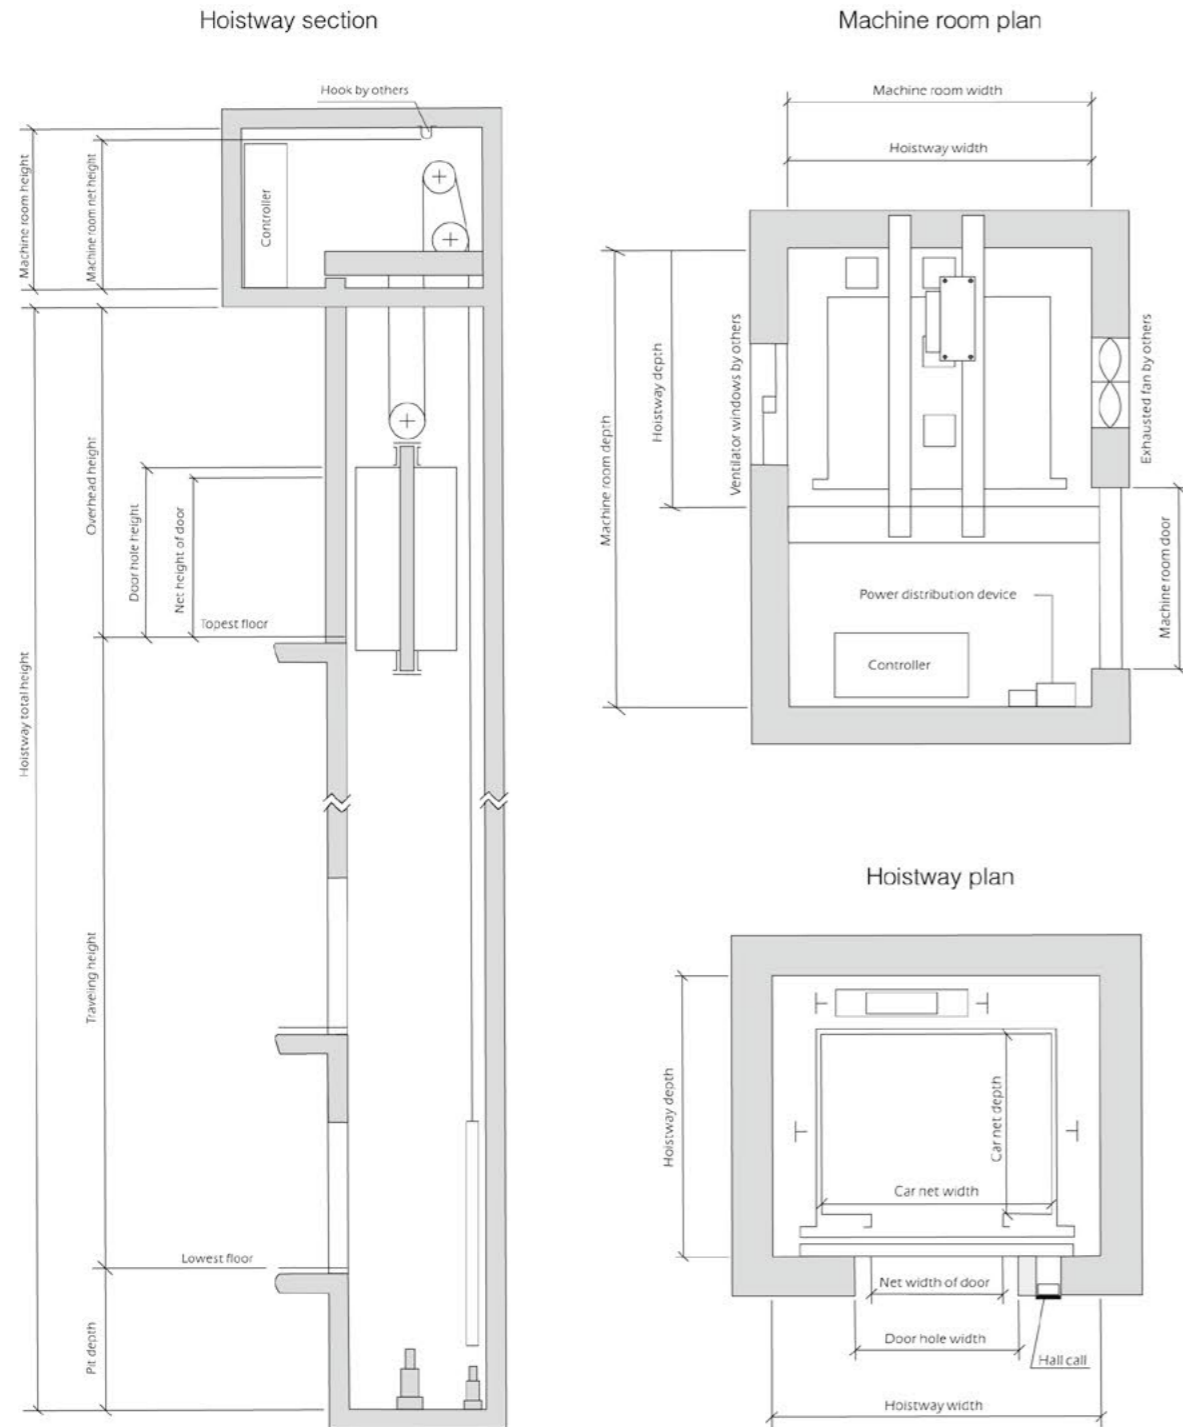 Hoistway section
Hook by others
Machine room height
Machine room net height
Controller
Overhead height
Door hole height
Net height of door
Topest floor
Hoistway total height
Traveling height
Lowest floor
Pit depth
Machine room plan
Machine room width
Hoistway width
Hoistway depth
Ventilator windows by others
Exhausted fan by others
Machine room depth
Machine room door
Power distribution device
Controller
Hoistway plan
Hoistway depth
Car net depth
Car net width
Net width of door
Door hole width
Hall call
Hoistway width